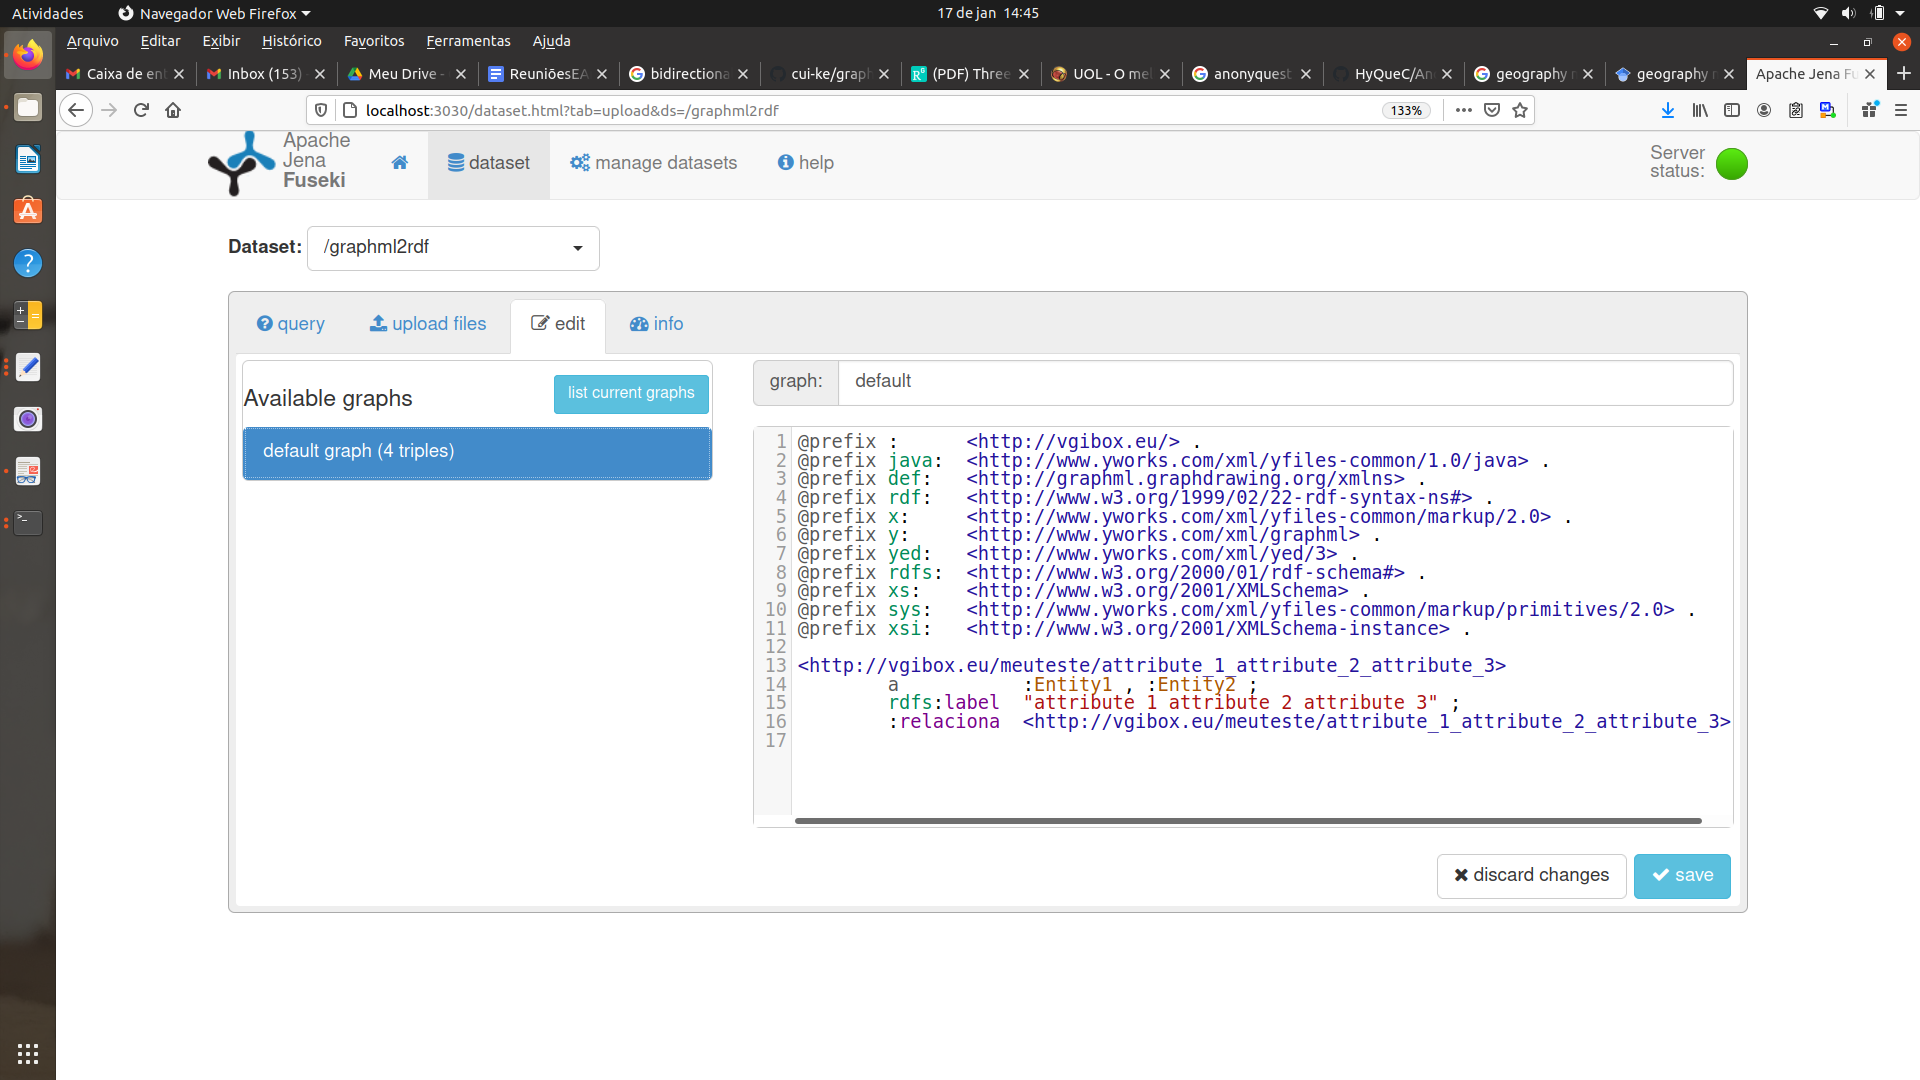 Atividades
Navegador Web Firefox
17 de jan 14:45
Arquivo Editar Exibir Histórico Favoritos Ferramentas Ajuda
Caixa de ent
Inbox (153)
Meu Drive -
ReuniõesEA
bidirectiona
cui-ke/graph
(PDF) Three
UOL - O mel
anonyquest
HyQueC/An
geography
geography
Apache Jena Fu
localhost:3030/dataset.html?tab=upload&ds=/graphml2rdf
133%
Apache
Jena
Fuseki
dataset
manage datasets
help
Server
status:
Dataset: /graphml2rdf
query
upload files
edit
info
Available graphs
list current graphs
default graph (4 triples)
graph: default
1 @prefix :      <http://vgibox.eu/> .
2 @prefix java:  <http://www.yworks.com/xml/yfiles-common/1.0/java> .
3 @prefix def:   <http://graphml.graphdrawing.org/xmlns> .
4 @prefix rdf:   <http://www.w3.org/1999/02/22-rdf-syntax-ns#> .
5 @prefix x:     <http://www.yworks.com/xml/yfiles-common/markup/2.0> .
6 @prefix y:     <http://www.yworks.com/xml/graphml> .
7 @prefix yed:   <http://www.yworks.com/xml/yed/3> .
8 @prefix rdfs:  <http://www.w3.org/2000/01/rdf-schema#> .
9 @prefix xs:    <http://www.w3.org/2001/XMLSchema> .
10 @prefix sys:   <http://www.yworks.com/xml/yfiles-common/markup/primitives/2.0> .
11 @prefix xsi:   <http://www.w3.org/2001/XMLSchema-instance> .
12
13 <http://vgibox.eu/meuteste/attribute_1_attribute_2_attribute_3>
14         a           :Entity1 , :Entity2 ;
15         rdfs:label  "attribute 1 attribute 2 attribute 3" ;
16         :relaciona  <http://vgibox.eu/meuteste/attribute_1_attribute_2_attribute_3>
17
discard changes
save